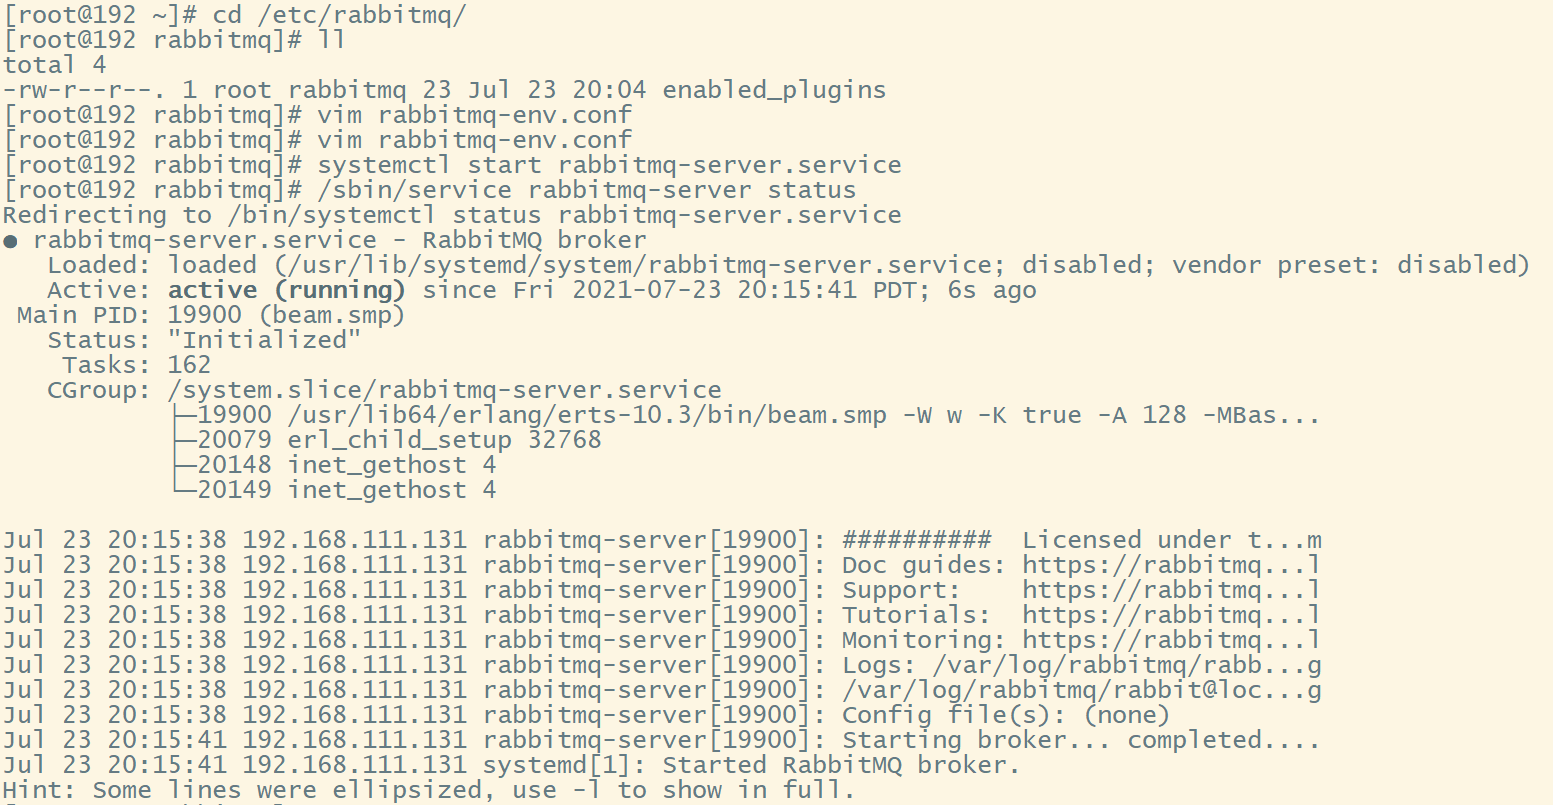 [root@192 ~]# cd /etc/rabbitmq/
[root@192 rabbitmq]# ll
total 4
-rw-r--r--. 1 root rabbitmq 23 Jul 23 20:04 enabled_plugins
[root@192 rabbitmq]# vim rabbitmq-env.conf
[root@192 rabbitmq]# vim rabbitmq-env.conf
[root@192 rabbitmq]# systemctl start rabbitmq-server.service
[root@192 rabbitmq]# /sbin/service rabbitmq-server status
Redirecting to /bin/systemctl status rabbitmq-server.service
● rabbitmq-server.service - RabbitMQ broker
   Loaded: loaded (/usr/lib/systemd/system/rabbitmq-server.service; disabled; vendor preset: disabled)
   Active: active (running) since Fri 2021-07-23 20:15:41 PDT; 6s ago
 Main PID: 19900 (beam.smp)
   Status: "Initialized"
    Tasks: 162
   CGroup: /system.slice/rabbitmq-server.service
           ├─19900 /usr/lib64/erlang/erts-10.3/bin/beam.smp -W w -K true -A 128 -MBas...
           ├─20079 erl_child_setup 32768
           ├─20148 inet_gethost 4
           └─20149 inet_gethost 4

Jul 23 20:15:38 192.168.111.131 rabbitmq-server[19900]: ##########  Licensed under t...m
Jul 23 20:15:38 192.168.111.131 rabbitmq-server[19900]: Doc guides: https://rabbitmq...l
Jul 23 20:15:38 192.168.111.131 rabbitmq-server[19900]: Support:    https://rabbitmq...l
Jul 23 20:15:38 192.168.111.131 rabbitmq-server[19900]: Tutorials:  https://rabbitmq...l
Jul 23 20:15:38 192.168.111.131 rabbitmq-server[19900]: Monitoring: https://rabbitmq...l
Jul 23 20:15:38 192.168.111.131 rabbitmq-server[19900]: Logs: /var/log/rabbitmq/rabb...g
Jul 23 20:15:38 192.168.111.131 rabbitmq-server[19900]: /var/log/rabbitmq/rabbit@loc...g
Jul 23 20:15:38 192.168.111.131 rabbitmq-server[19900]: Config file(s): (none)
Jul 23 20:15:41 192.168.111.131 rabbitmq-server[19900]: Starting broker... completed....
Jul 23 20:15:41 192.168.111.131 systemd[1]: Started RabbitMQ broker.
Hint: Some lines were ellipsized, use -l to show in full.